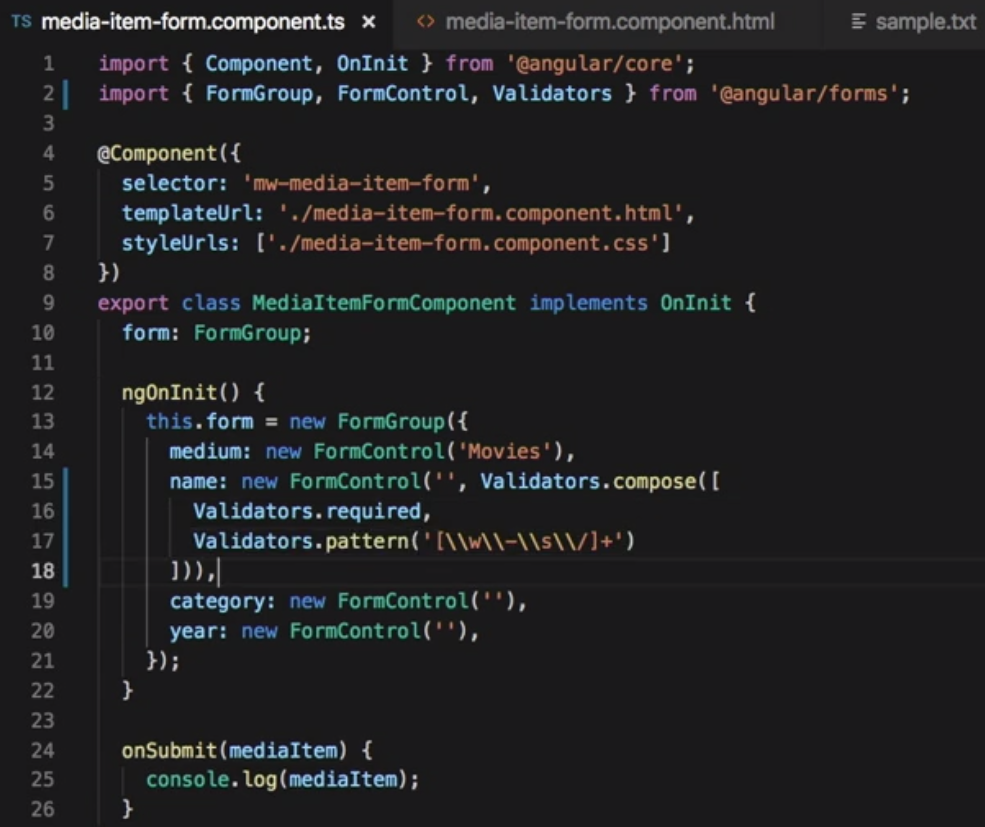 TS media-item-form.component.ts × <> media-item-form.component.html sample.txt
1 import { Component, OnInit } from '@angular/core';
2 import { FormGroup, FormControl, Validators } from '@angular/forms';
3
4 @Component({
5   selector: 'mw-media-item-form',
6   templateUrl: './media-item-form.component.html',
7   styleUrls: ['./media-item-form.component.css']
8 })
9 export class MediaItemFormComponent implements OnInit {
10   form: FormGroup;
11
12   ngOnInit() {
13     this.form = new FormGroup({
14       medium: new FormControl('Movies'),
15       name: new FormControl('', Validators.compose([
16         Validators.required,
17         Validators.pattern('[\\w\\-\\s\\/]+')
18       ])),
19       category: new FormControl(''),
20       year: new FormControl(''),
21     });
22   }
23
24   onSubmit(mediaItem) {
25     console.log(mediaItem);
26   }